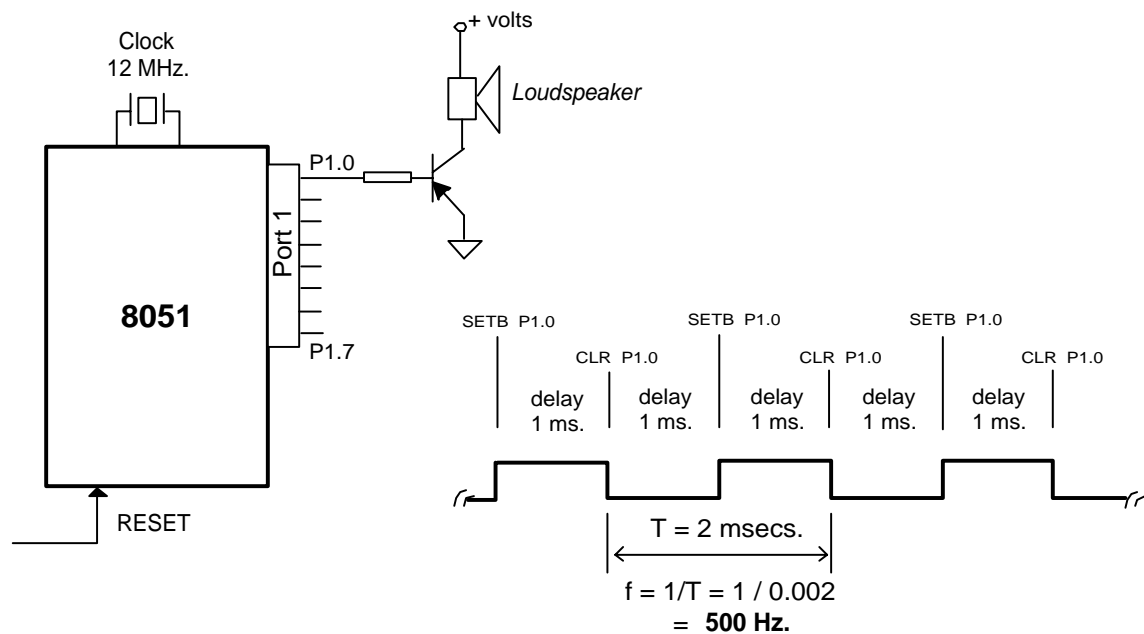 + volts
Clock
12 MHz.
Loudspeaker
P1.0
Port 1
8051
P1.7
RESET
SETB P1.0
SETB P1.0
SETB P1.0
CLR P1.0
CLR P1.0
CLR P1.0
delay
1 ms.
delay
1 ms.
delay
1 ms.
delay
1 ms.
delay
1 ms.
T = 2 msecs.
f = 1/T = 1 / 0.002
= 500 Hz.